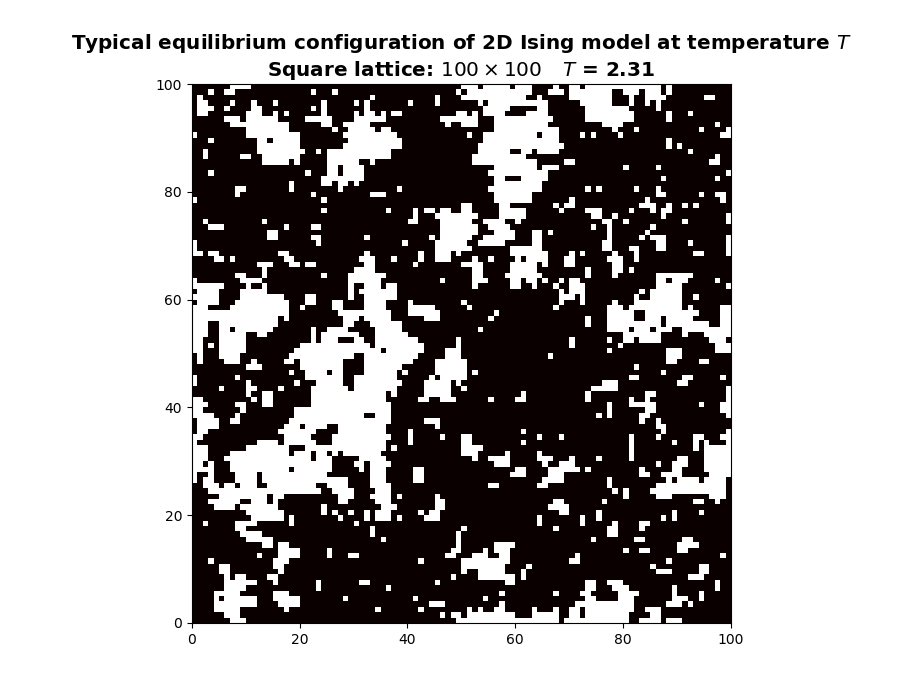 Typical equilibrium configuration of 2D Ising model at temperature T
Square lattice: 100 × 100 T = 2.31
100
80
60
40
20
0
0 20 40 60 80 100